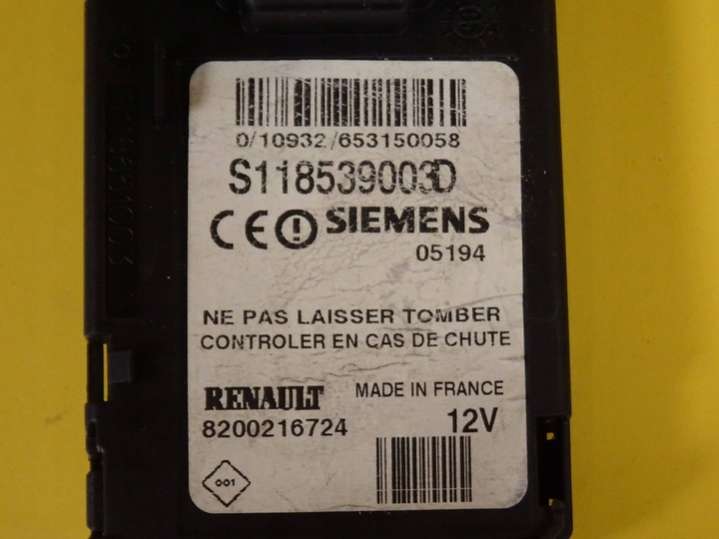 0/10932/653150058
S118539003D
CE SIEMENS
05194
NE PAS LAISSER TOMBER
CONTROLER EN CAS DE CHUTE
RENAULT MADE IN FRANCE
8200216724 12V
001